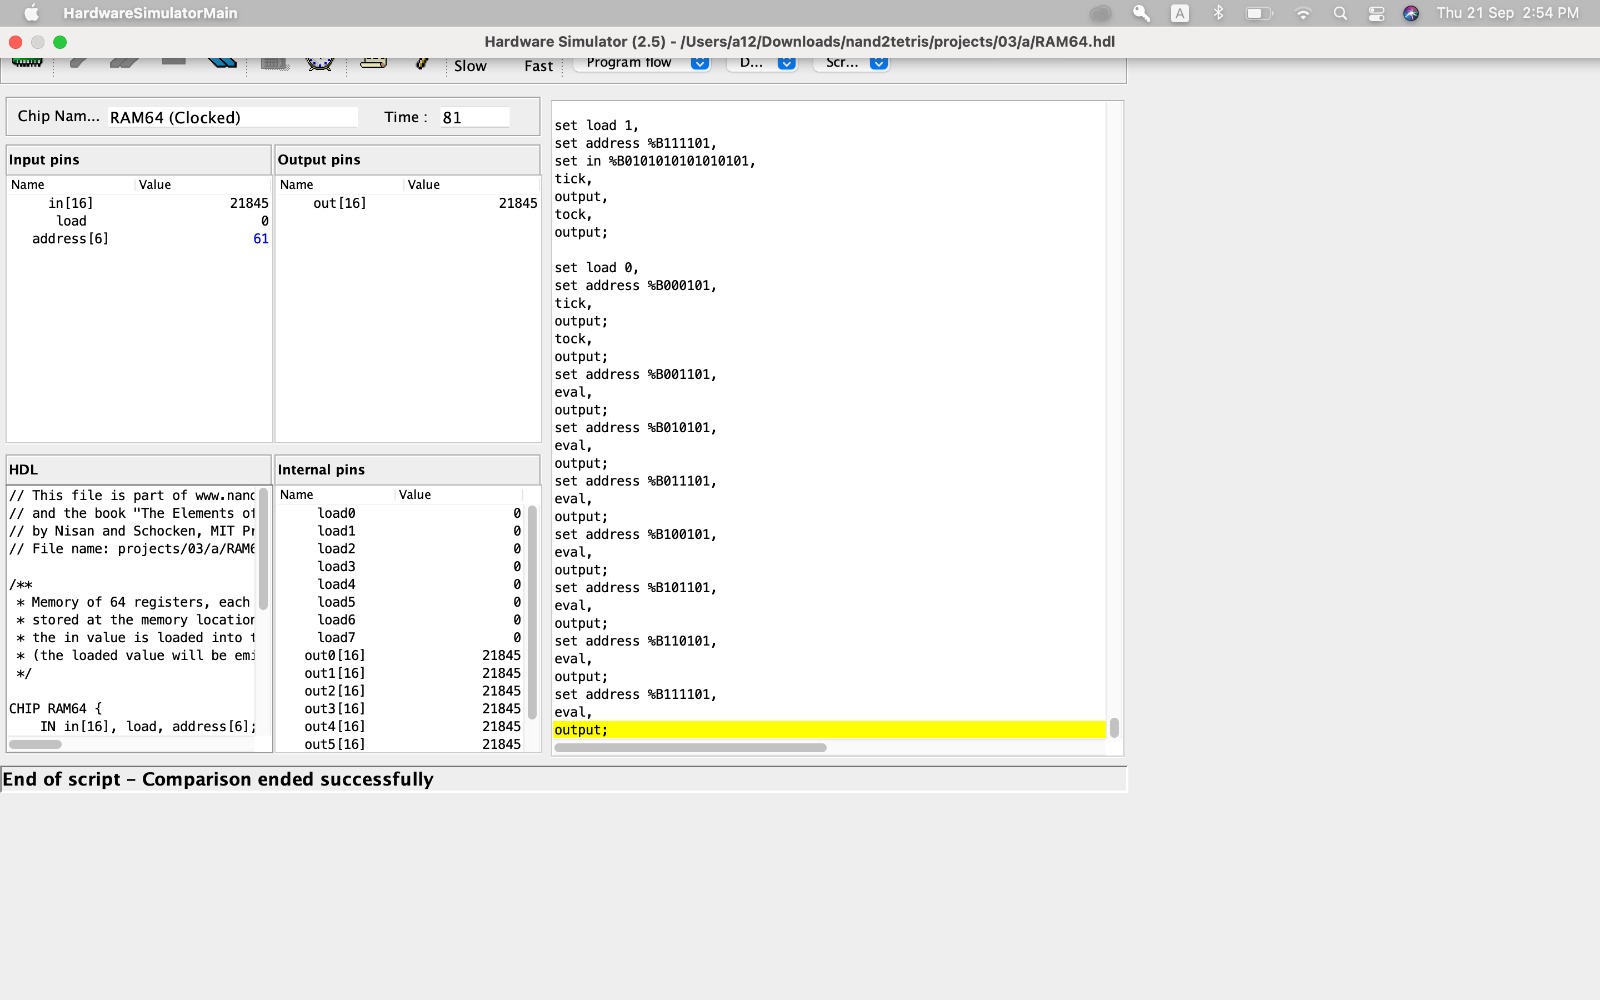 HardwareSimulatorMain
A
Thu 21 Sep 2:54 PM
Hardware Simulator (2.5) - /Users/a12/Downloads/nand2tetris/projects/03/a/RAM64.hdl
Slow
Fast
Program flow
D...
Scr...
Chip Nam...
RAM64 (Clocked)
Time :
81
Input pins
Name
Value
in[16]
21845
load
0
address[6]
61
Output pins
Name
Value
out[16]
21845
HDL
// This file is part of www.nand
// and the book "The Elements of
// by Nisan and Schocken, MIT Pr
// File name: projects/03/a/RAM6
/**
* Memory of 64 registers, each
* stored at the memory location
* the in value is loaded into t
* (the loaded value will be emi
*/
CHIP RAM64 {
IN in[16], load, address[6];
Internal pins
Name
Value
load0
0
load1
0
load2
0
load3
0
load4
0
load5
0
load6
0
load7
0
out0[16]
21845
out1[16]
21845
out2[16]
21845
out3[16]
21845
out4[16]
21845
out5[16]
21845
set load 1,
set address %B111101,
set in %B0101010101010101,
tick,
output,
tock,
output;
set load 0,
set address %B000101,
tick,
output;
tock,
output;
set address %B001101,
eval,
output;
set address %B010101,
eval,
output;
set address %B011101,
eval,
output;
set address %B100101,
eval,
output;
set address %B101101,
eval,
output;
set address %B110101,
eval,
output;
set address %B111101,
eval,
output;
End of script - Comparison ended successfully